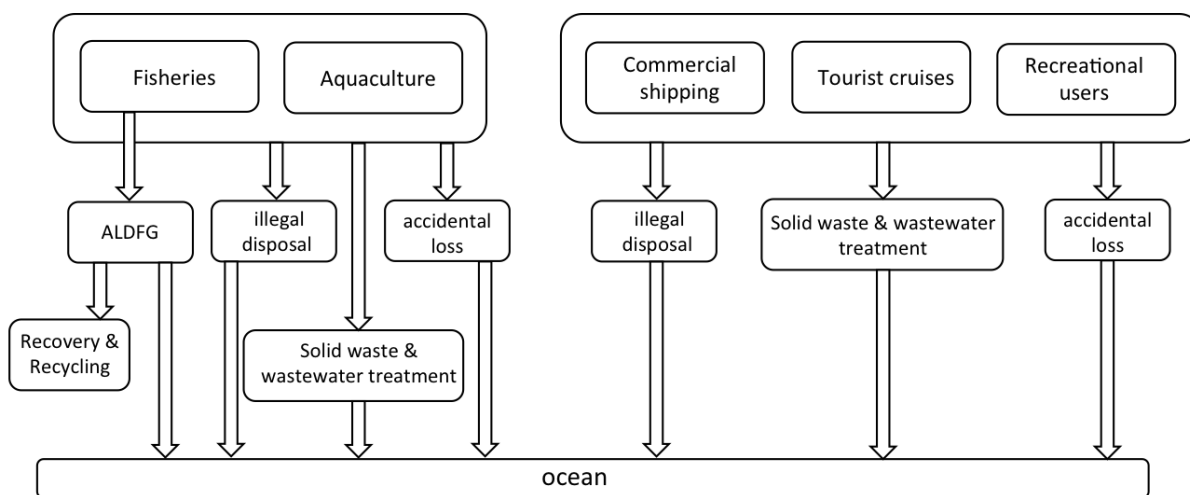 Fisheries
Aquaculture
Commercial
shipping
Tourist cruises
Recreational
users
ALDFG
illegal
disposal
accidental
loss
illegal
disposal
Solid waste & wastewater
treatment
accidental
loss
Recovery &
Recycling
Solid waste &
wastewater treatment
ocean